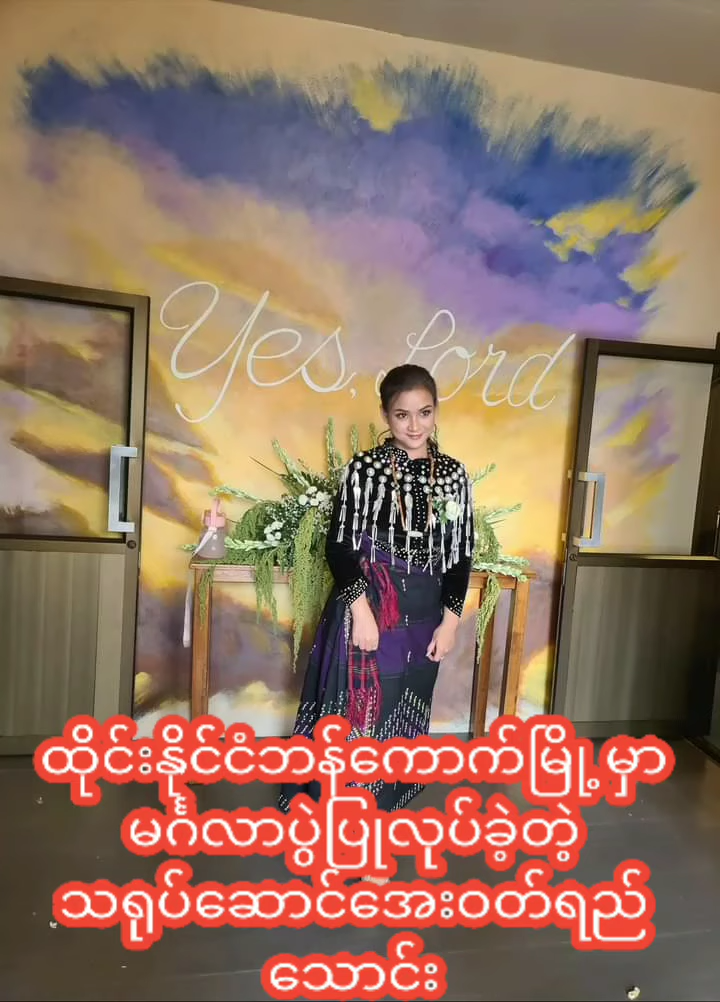 Yes, Lord
ထိုင်းနိုင်ငံဘန်ကောက်မြို့မှာ
မင်္ဂလာပွဲပြုလုပ်ခဲ့တဲ့
သရုပ်ဆောင်အေးဝတ်ရည်
သောင်း